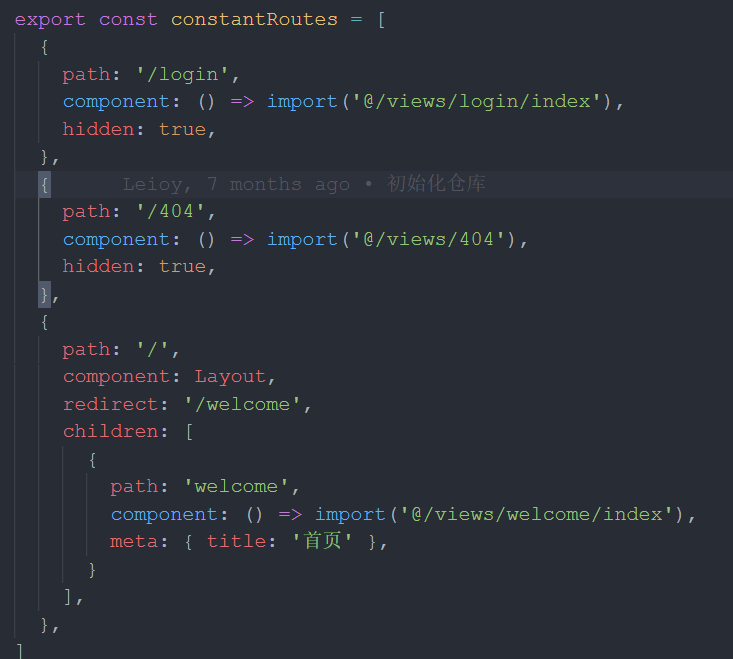 export const constantRoutes = [
{
path: '/login',
component: () => import('@/views/login/index'),
hidden: true,
},
{ Leioy, 7 months ago • 初始化仓库
path: '/404',
component: () => import('@/views/404'),
hidden: true,
},
{
path: '/',
component: Layout,
redirect: '/welcome',
children: [
{
path: 'welcome',
component: () => import('@/views/welcome/index'),
meta: { title: '首页' },
}
],
},
]